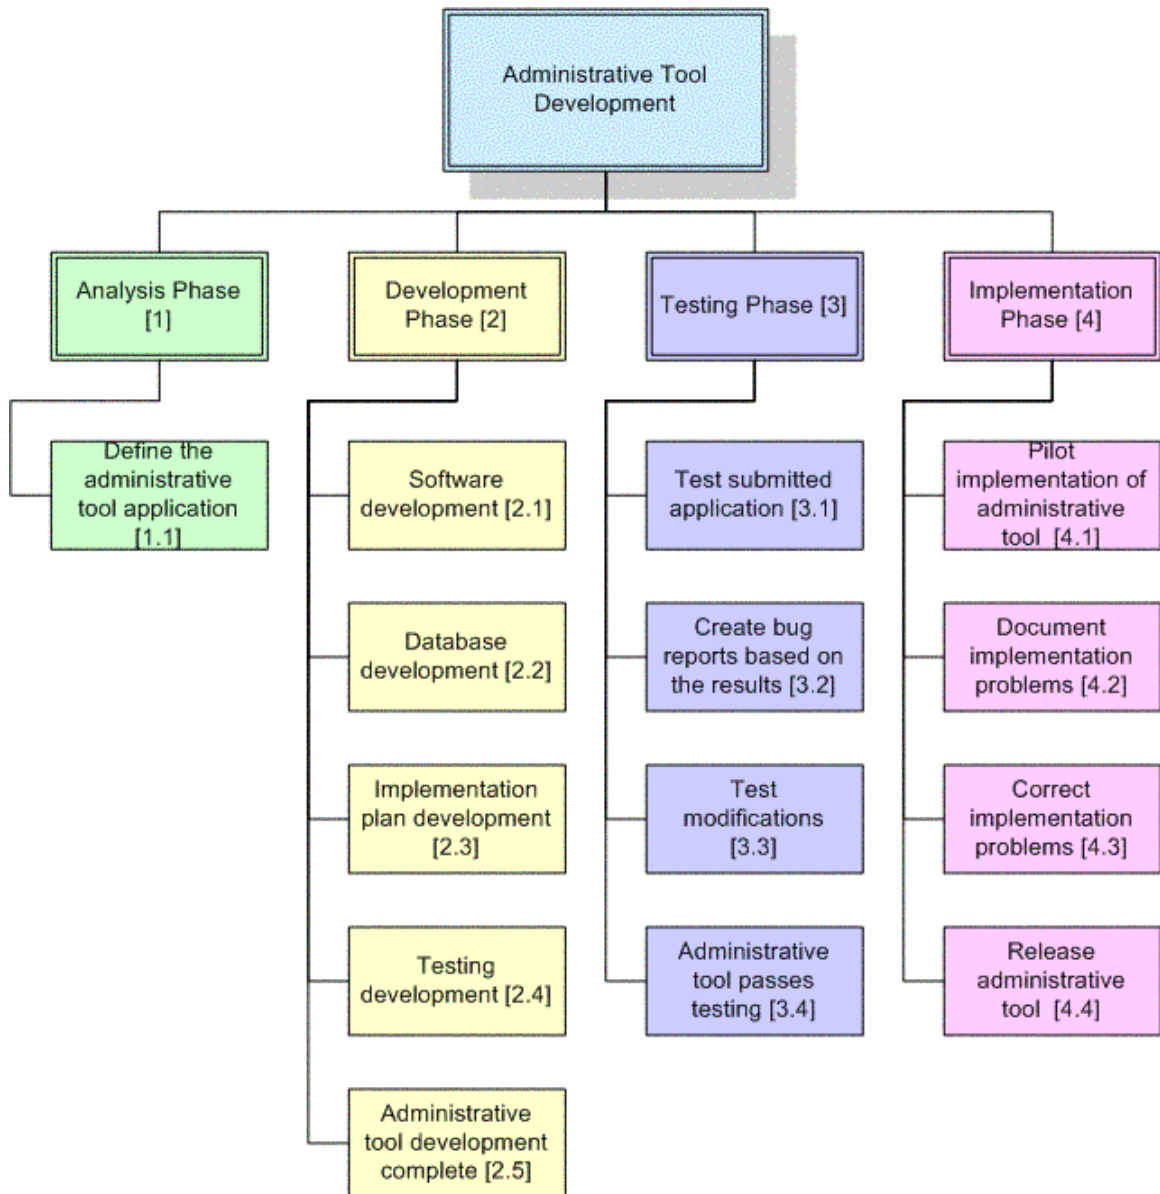 Administrative Tool
Development
Analysis Phase
[1]
Development
Phase [2]
Testing Phase [3]
Implementation
Phase [4]
Define the
administrative
tool application
[1.1]
Software
development [2.1]
Test submitted
application [3.1]
Pilot
implementation of
administrative
tool  [4.1]
Database
development [2.2]
Create bug
reports based on
the results [3.2]
Document
implementation
problems [4.2]
Implementation
plan development
[2.3]
Test
modifications
[3.3]
Correct
implementation
problems [4.3]
Testing
development [2.4]
Administrative
tool passes
testing [3.4]
Release
administrative
tool  [4.4]
Administrative
tool development
complete [2.5]